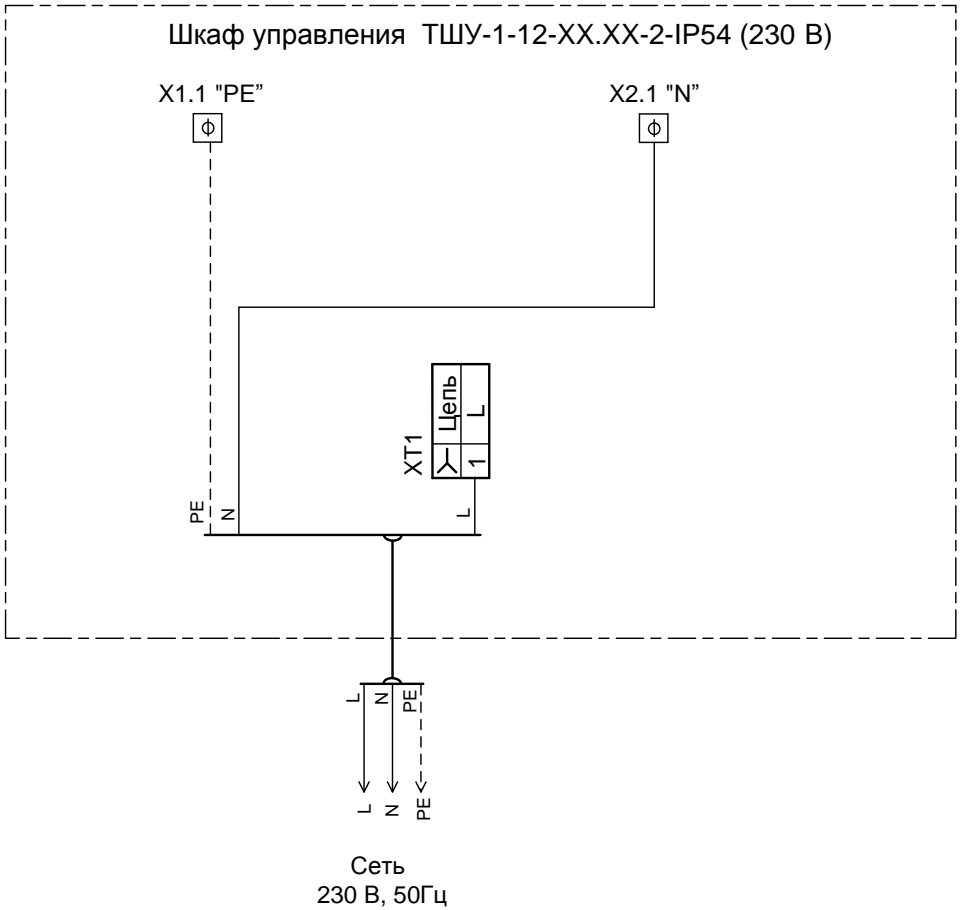 Шкаф управления ТШУ-1-12-XX.XX-2-IP54 (230 В)
X1.1 "PE”
X2.1 "N”
XT1
Цепь
1 L
PE
N
L
L
N
PE
L
N
PE
Сеть
230 В, 50Гц